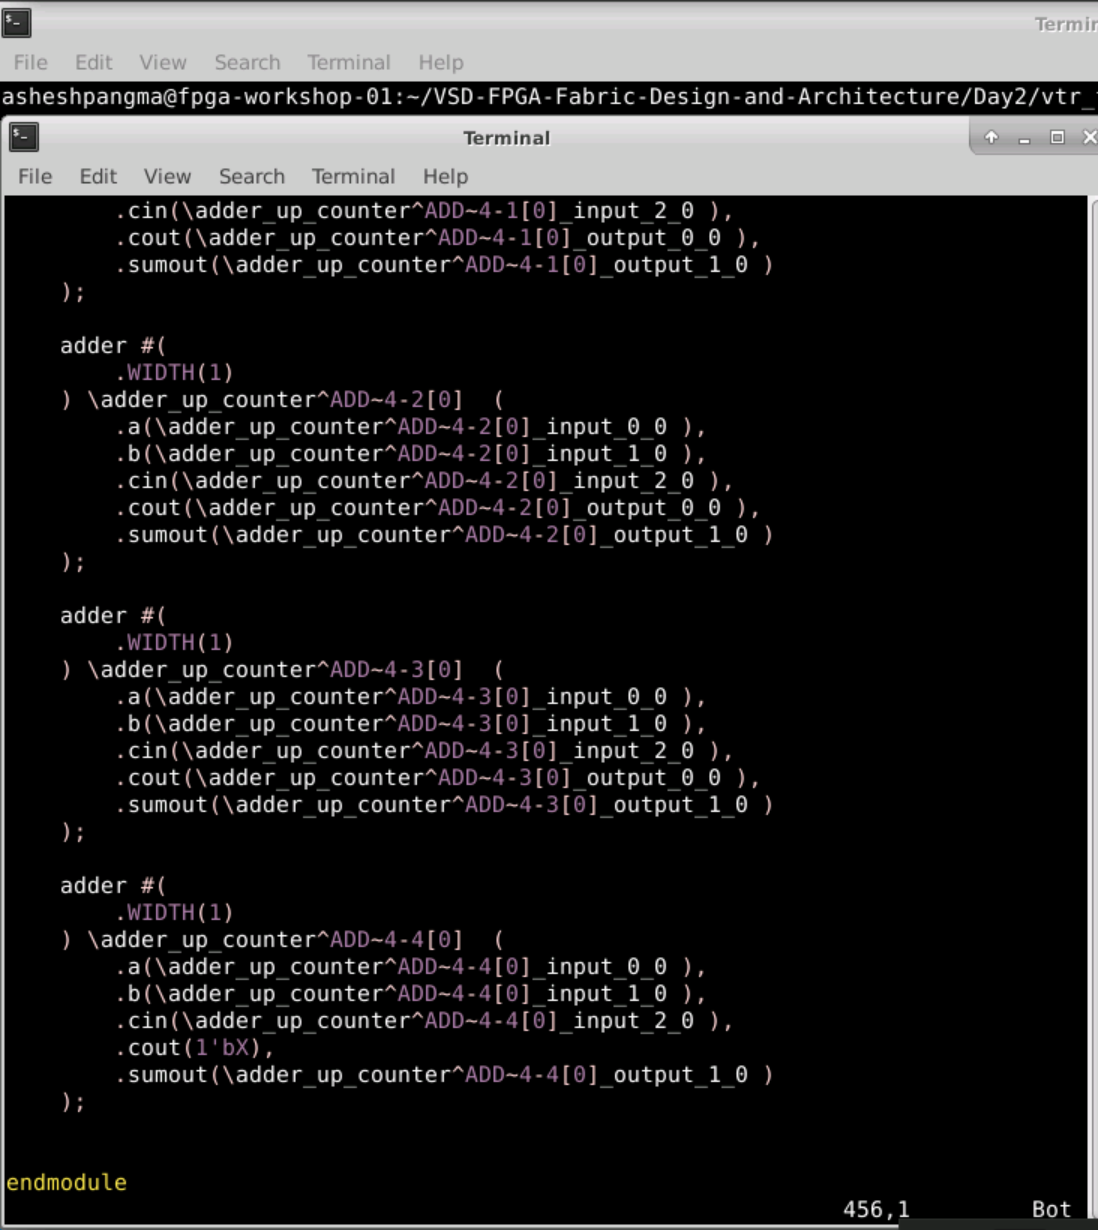 Termin
File Edit View Search Terminal Help
asheshpangma@fpga-workshop-01:~/VSD-FPGA-Fabric-Design-and-Architecture/Day2/vtr_
Terminal
File Edit View Search Terminal Help
        .cin(\adder_up_counter^ADD~4-1[0]_input_2_0 ),
        .cout(\adder_up_counter^ADD~4-1[0]_output_0_0 ),
        .sumout(\adder_up_counter^ADD~4-1[0]_output_1_0 )
    );

    adder #(
        .WIDTH(1)
    ) \adder_up_counter^ADD~4-2[0]  (
        .a(\adder_up_counter^ADD~4-2[0]_input_0_0 ),
        .b(\adder_up_counter^ADD~4-2[0]_input_1_0 ),
        .cin(\adder_up_counter^ADD~4-2[0]_input_2_0 ),
        .cout(\adder_up_counter^ADD~4-2[0]_output_0_0 ),
        .sumout(\adder_up_counter^ADD~4-2[0]_output_1_0 )
    );

    adder #(
        .WIDTH(1)
    ) \adder_up_counter^ADD~4-3[0]  (
        .a(\adder_up_counter^ADD~4-3[0]_input_0_0 ),
        .b(\adder_up_counter^ADD~4-3[0]_input_1_0 ),
        .cin(\adder_up_counter^ADD~4-3[0]_input_2_0 ),
        .cout(\adder_up_counter^ADD~4-3[0]_output_0_0 ),
        .sumout(\adder_up_counter^ADD~4-3[0]_output_1_0 )
    );

    adder #(
        .WIDTH(1)
    ) \adder_up_counter^ADD~4-4[0]  (
        .a(\adder_up_counter^ADD~4-4[0]_input_0_0 ),
        .b(\adder_up_counter^ADD~4-4[0]_input_1_0 ),
        .cin(\adder_up_counter^ADD~4-4[0]_input_2_0 ),
        .cout(1'bX),
        .sumout(\adder_up_counter^ADD~4-4[0]_output_1_0 )
    );

endmodule
456,1 Bot